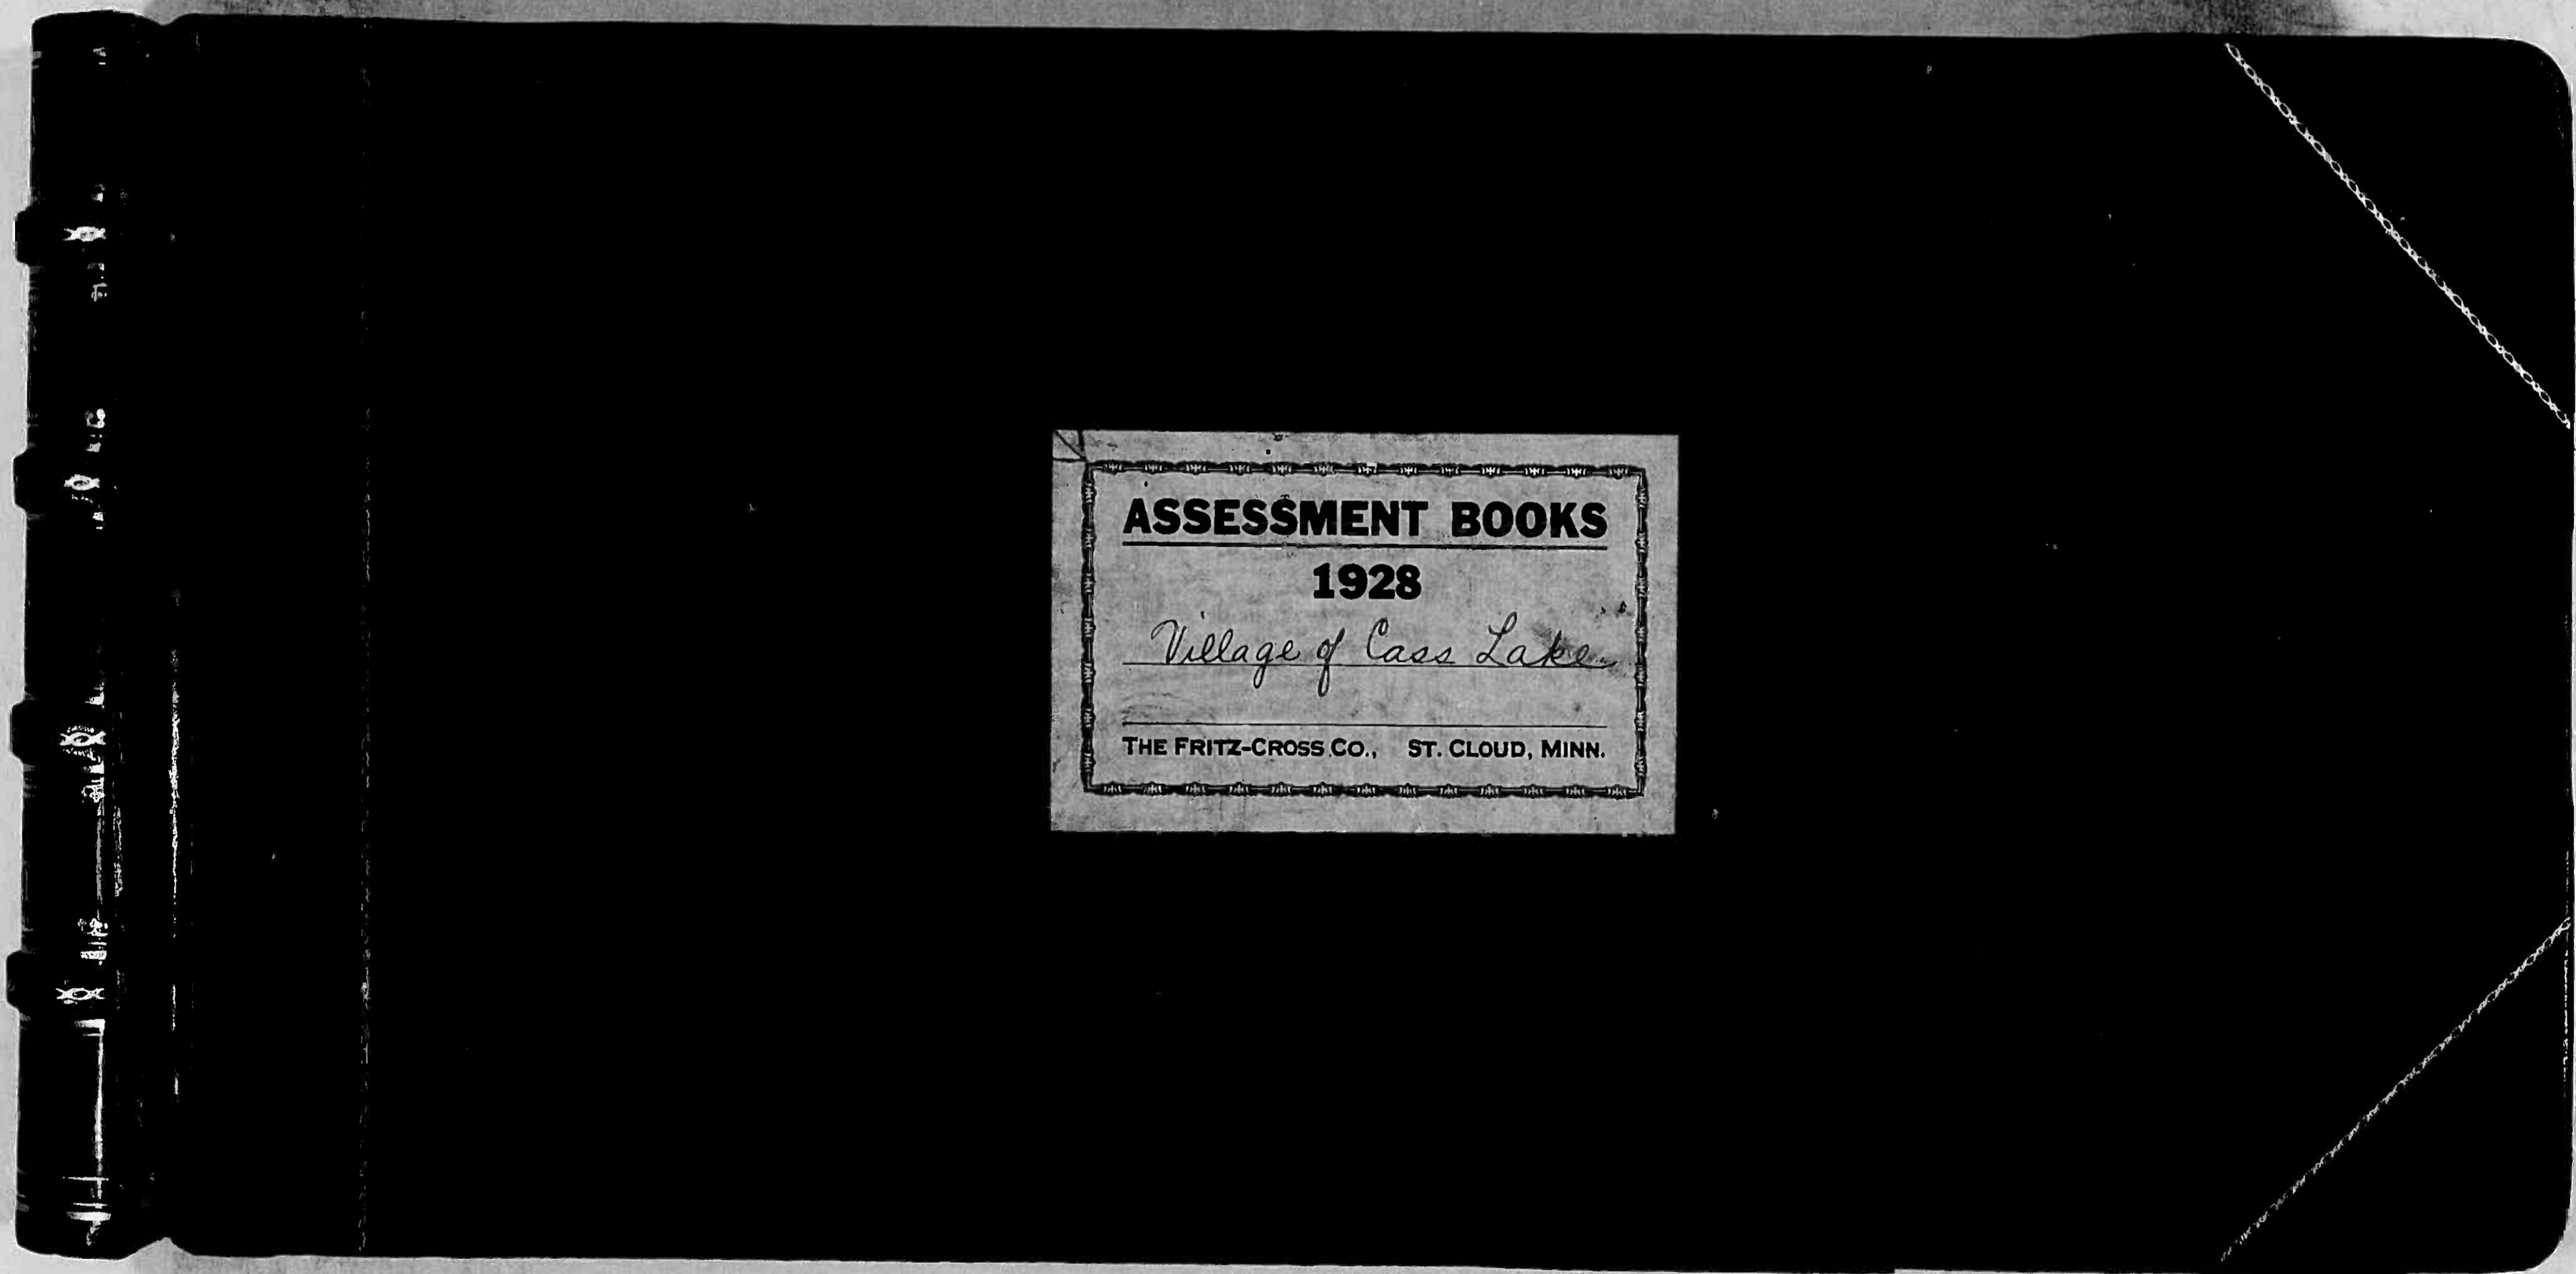 ASSESSMENT BOOKS
1928
Village of Cass Lake.
THE FRITZ-CROSS CO., ST. CLOUD, MINN.